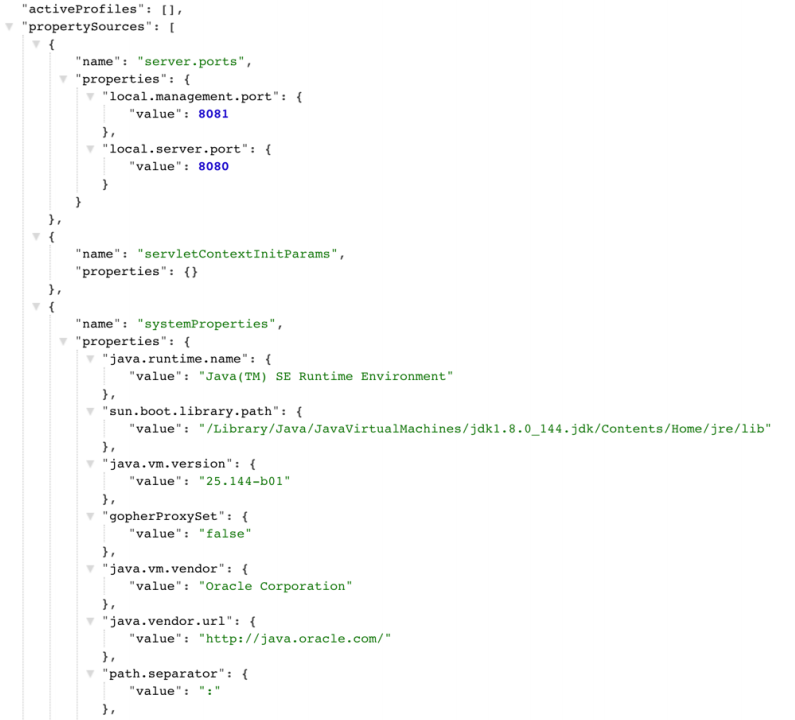 "activeProfiles": [],
"propertySources": [
{
"name": "server.ports",
"properties": {
"local.management.port": {
"value": 8081
},
"local.server.port": {
"value": 8080
}
}
},
{
"name": "servletContextInitParams",
"properties": {}
},
{
"name": "systemProperties",
"properties": {
"java.runtime.name": {
"value": "Java(TM) SE Runtime Environment"
},
"sun.boot.library.path": {
"value": "/Library/Java/JavaVirtualMachines/jdk1.8.0_144.jdk/Contents/Home/jre/lib"
},
"java.vm.version": {
"value": "25.144-b01"
},
"gopherProxySet": {
"value": "false"
},
"java.vm.vendor": {
"value": "Oracle Corporation"
},
"java.vendor.url": {
"value": "http://java.oracle.com/"
},
"path.separator": {
"value": ":"
},